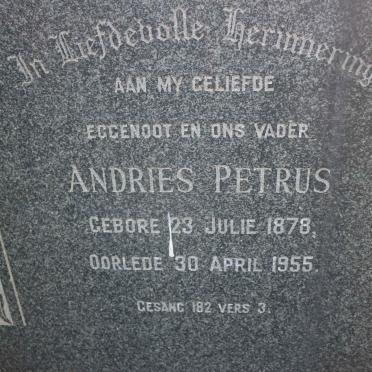 In Liefdevolle Herinnering
AAN MY GELIEFDE
EGGENOOT EN ONS VADER
ANDRIES PETRUS
GEBORE 23 JULIE 1878,
OORLEDE 30 APRIL 1955.
GESANG 182 VERS 3.